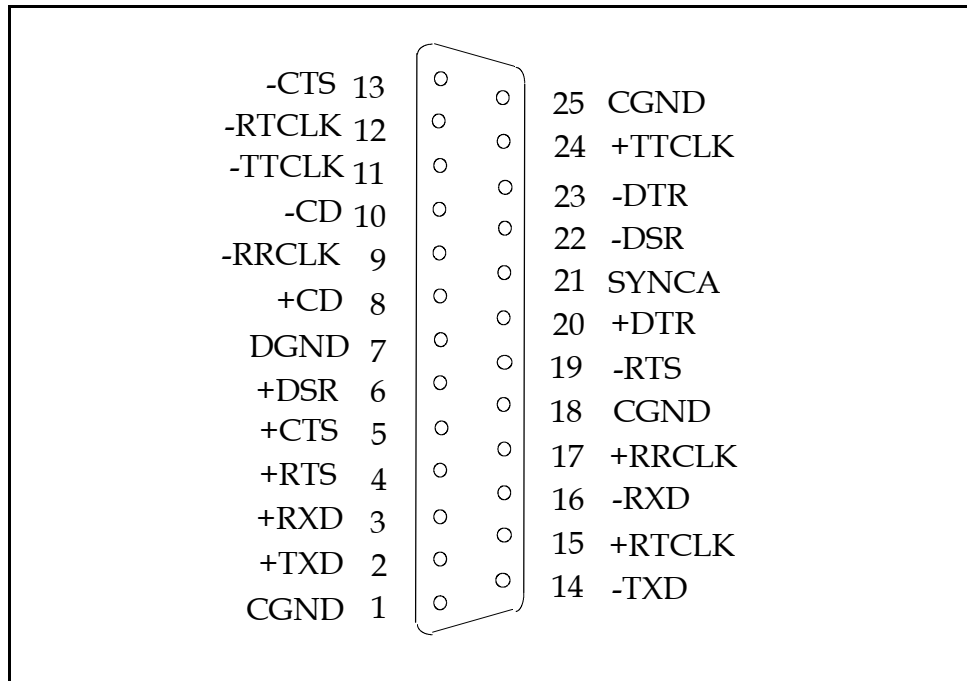 -CTS 13
-RTCLK 12
-TTCLK 11
-CD 10
-RRCLK 9
+CD 8
DGND 7
+DSR 6
+CTS 5
+RTS 4
+RXD 3
+TXD 2
CGND 1
25 CGND
24 +TTCLK
23 -DTR
22 -DSR
21 SYNCA
20 +DTR
19 -RTS
18 CGND
17 +RRCLK
16 -RXD
15 +RTCLK
14 -TXD